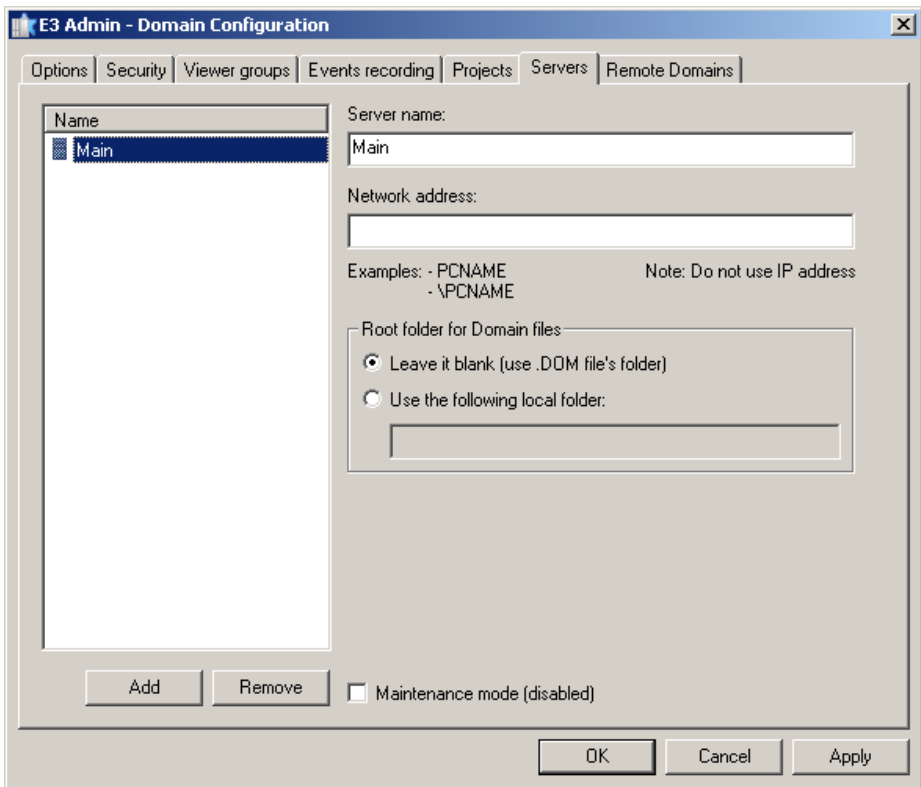 E3 Admin - Domain Configuration
Options Security Viewer groups Events recording Projects Servers Remote Domains
Name
Main
Server name:
Main
Network address:
Examples: - PCNAME Note: Do not use IP address
- \PCNAME
Root folder for Domain files
Leave it blank (use .DOM file's folder)
Use the following local folder:
Add Remove
Maintenance mode (disabled)
OK Cancel Apply